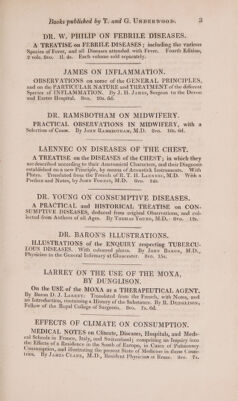 Books published by T. and G. UNDERWOOD. 3
DR. W. PHILIP ON FEBRILE DISEASES.
A TREATISE on FEBRILE DISEASES; including the various
Species of Fever, and all Diseases attended with Fever. Fourth Edition,
2 vols. 8vo. 1l. 4s. Each volume sold separately.
JAMES ON INFLAMMATION.
OBSERVATIONS on some of the GENERAL PRINCIPLES,
and on the PARTICULAR NATURE and TREATMENT of the different
Species of INFLAMMATION. By J. H. JAMES, Surgeon to the Devon
and Exeter Hospital. 8vo. 10s. 6d.
DR. RAMSBOTHAM ON MIDWIFERY.
PRACTICAL OBSERVATIONS IN MIDWIFERY, with a
Selection of Cases. By JOHN RAMSBOTHAM, M.D. 8vo. 10s. 6d.
LAENNEC ON DISEASES OF THE CHEST.
A TREATISE on the DISEASES of the CHEST; in which they
are described according to their Anatomical Characters, and their Diagnosis
established on a new Principle, by means of Acoustick Instruments. With
Plates. Translated from the French of R. T. H. LAENNEC, M.D. With a
Preface and Notes, by JOHN FORBES, M.D. 8vo. 14s.
DR. YOUNG ON CONSUMPTIVE DISEASES.
A PRACTICAL and HISTORICAL TREATISE on CON-
SUMPTIVE DISEASES, deduced from original Observations, and col-
lected from Authors of all Ages. By THOMAS YOUNG, M.D. 8vo. 12s.
DR. BARON'S ILLUSTRATIONS.
ILLUSTRATIONS of the ENQUIRY respecting TUBERCU-
LOUS DISEASES. With coloured plates. By JOHN BARON, M.D.,
Physician to the General Infirmary at Gloucester. 8vo. 15s.
LARREY ON THE USE OF THE MOXA,
BY DUNGLISON.
On the USE of the MOXA as a THERAPEUTICAL AGENT.
By Baron D. J. LARREY: Translated from the French, with Notes, and
an Introduction, containing a History of the Substance. By R. DUNGLISON,
Fellow of the Royal College of Surgeons. 8vo. 7s. 6d.
EFFECTS OF CLIMATE ON CONSUMPTION.
MEDICAL NOTES on Climate, Diseases, Hospitals, and Medi-
cal Schools in France, Italy, and Switzerland; comprising an Inquiry into
the Effects of a Residence in the South of Europe, in Cases of Pulmonary
Consumption, and illustrating the present State of Medicine in those Coun-
tries. By JAMES CLARK, M.D., Resident Physician at Rome. 8vo. 7s.